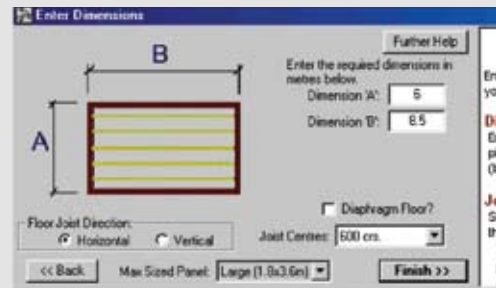 Enter Dimensions
Further Help
B
Enter the required dimensions in
metres below.
Dimension 'A': 6
Dimension 'B': 8.5
A
Diaphragm Floor?
Floor Joist Direction:
Horizontal Vertical
Joist Centres: 600 crs.
<< Back Max Sized Panel: Large (1.8x3.6m) Finish >>